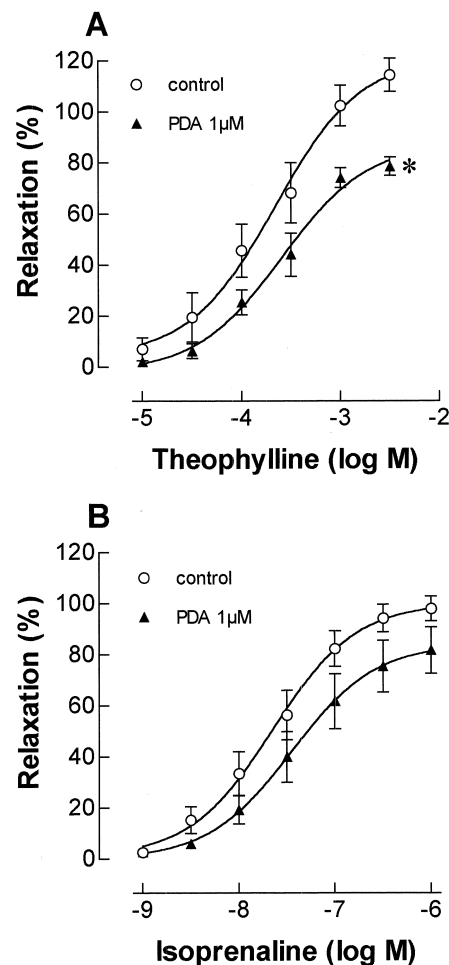 A
Relaxation (%)
120
100
80
60
40
20
0
control
PDA 1µM
*
-5
-4
-3
-2
Theophylline (log M)
B
Relaxation (%)
120
100
80
60
40
20
0
control
PDA 1µM
-9
-8
-7
-6
Isoprenaline (log M)